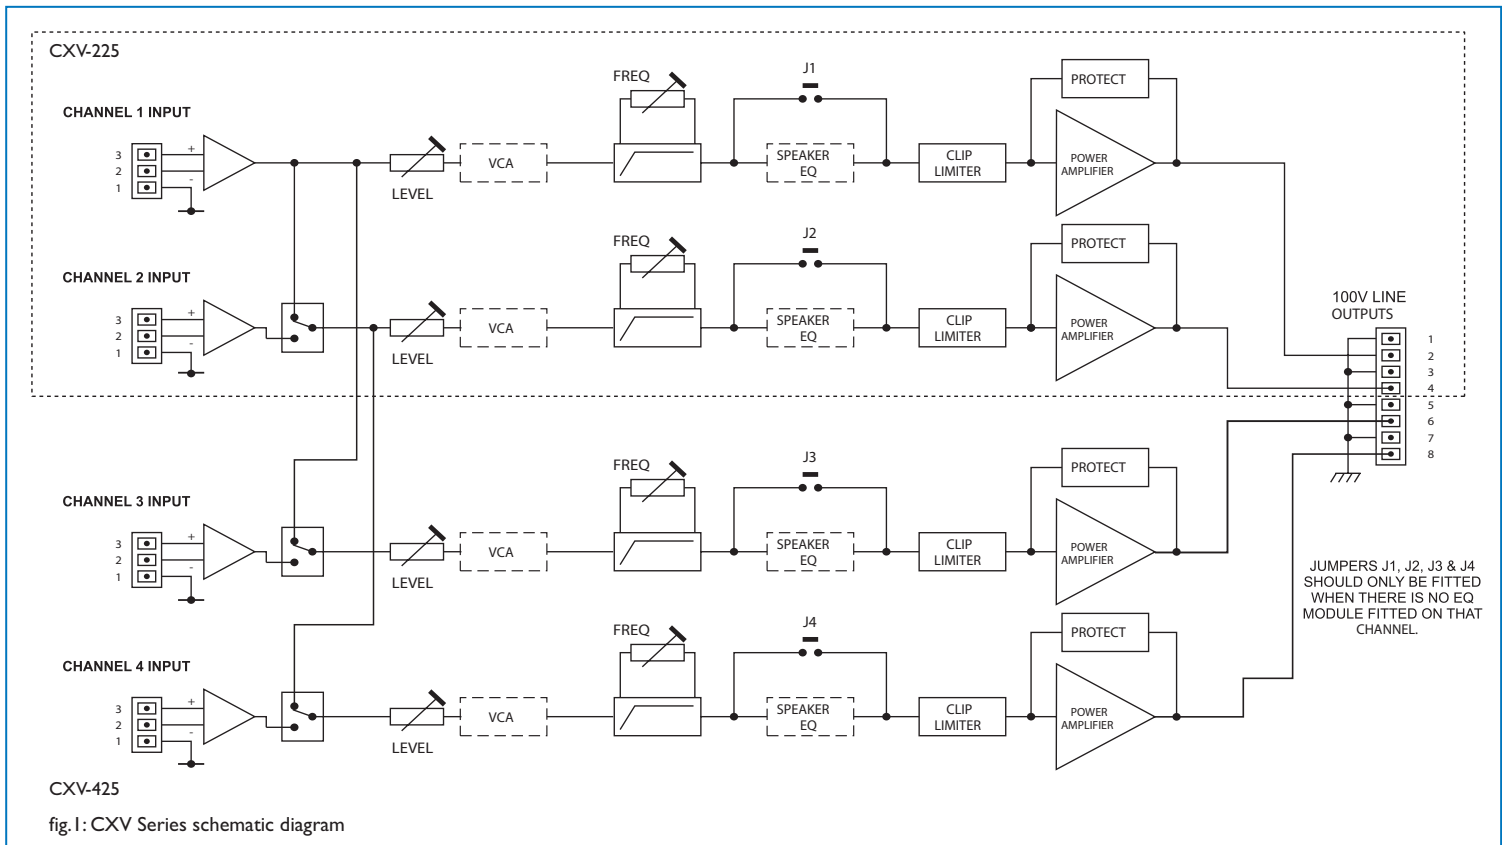 CXV-225
CHANNEL 1 INPUT
3
2
1
+
-
LEVEL
VCA
FREQ
J1
SPEAKER
EQ
CLIP
LIMITER
PROTECT
POWER
AMPLIFIER
CHANNEL 2 INPUT
3
2
1
+
-
LEVEL
VCA
FREQ
J2
SPEAKER
EQ
CLIP
LIMITER
PROTECT
POWER
AMPLIFIER
100V LINE
OUTPUTS
1
2
3
4
5
6
7
8
CHANNEL 3 INPUT
3
2
1
+
-
LEVEL
VCA
FREQ
J3
SPEAKER
EQ
CLIP
LIMITER
PROTECT
POWER
AMPLIFIER
JUMPERS J1, J2, J3 & J4
SHOULD ONLY BE FITTED
WHEN THERE IS NO EQ
MODULE FITTED ON THAT
CHANNEL.
CHANNEL 4 INPUT
3
2
1
+
-
LEVEL
VCA
FREQ
J4
SPEAKER
EQ
CLIP
LIMITER
PROTECT
POWER
AMPLIFIER
CXV-425
fig.1: CXV Series schematic diagram